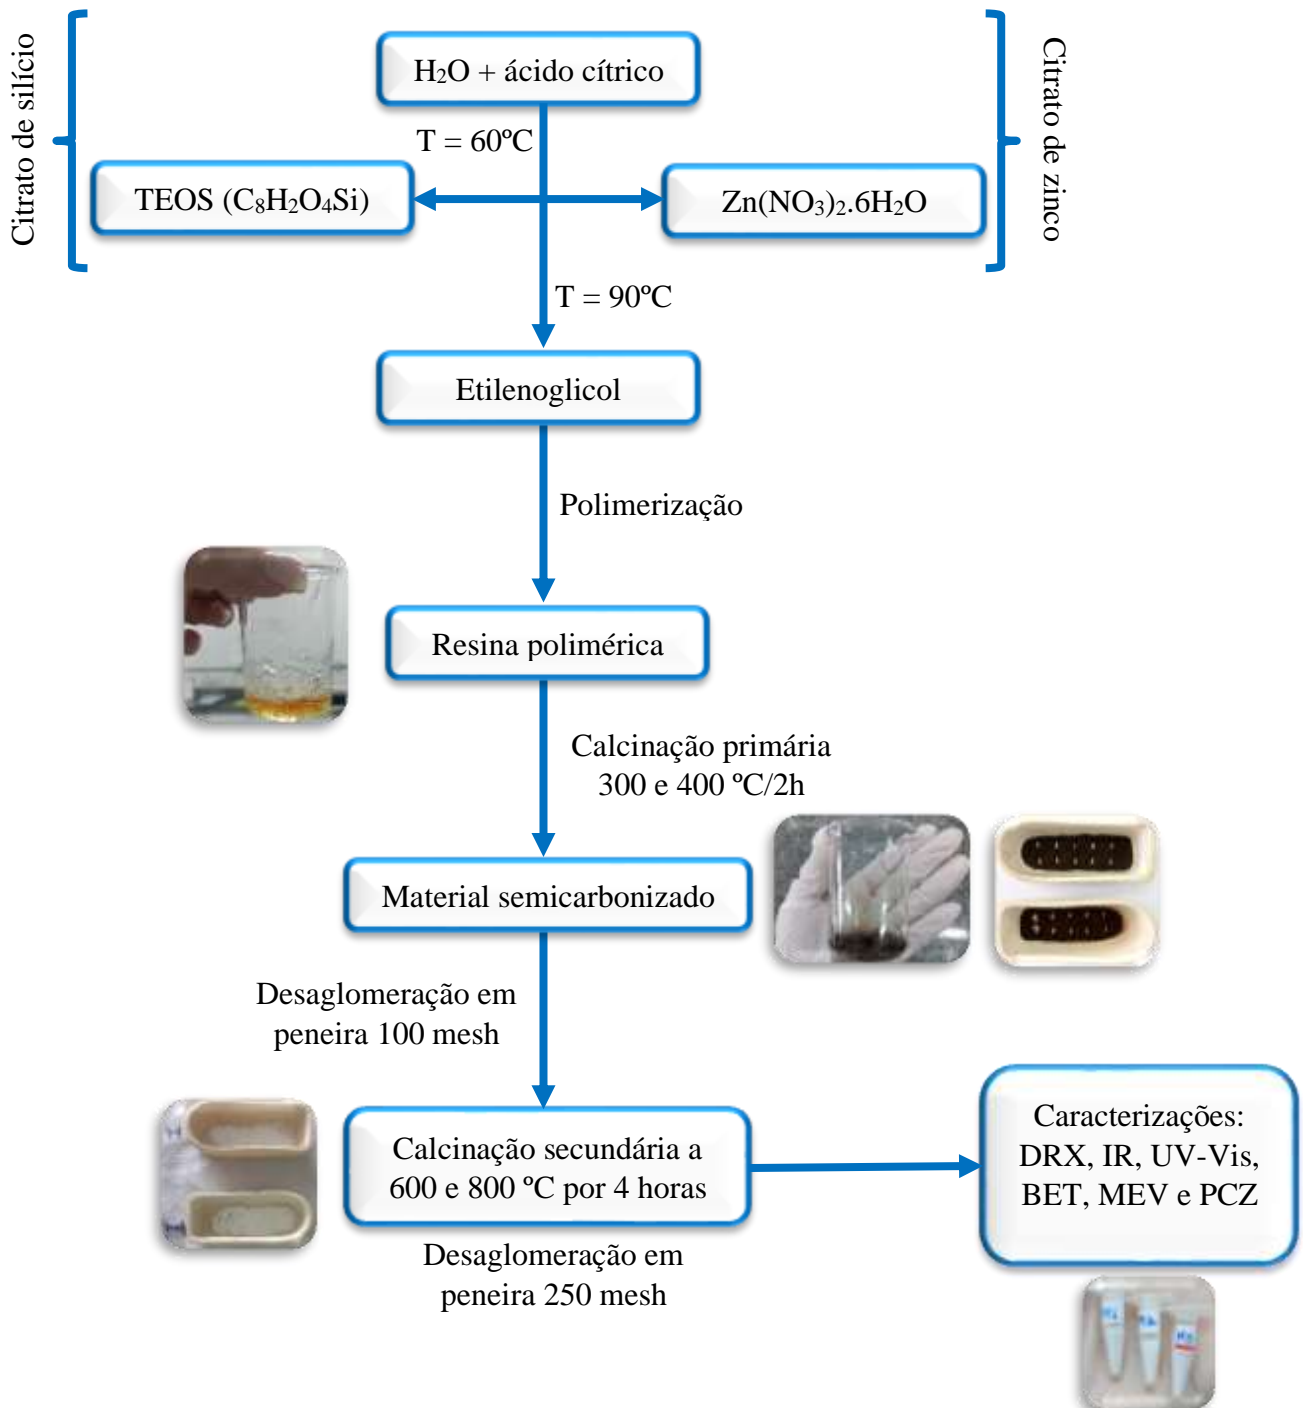 Citrato de silício
H₂O + ácido cítrico
Citrato de zinco
T = 60ºC
TEOS (C₈H₂O₄Si)
Zn(NO₃)₂.6H₂O
T = 90ºC
Etilenoglicol
Polimerização
Resina polimérica
Calcinação primária
300 e 400 ºC/2h
Material semicarbonizado
Desaglomeração em
peneira 100 mesh
Calcinação secundária a
600 e 800 ºC por 4 horas
Desaglomeração em
peneira 250 mesh
Caracterizações:
DRX, IR, UV-Vis,
BET, MEV e PCZ